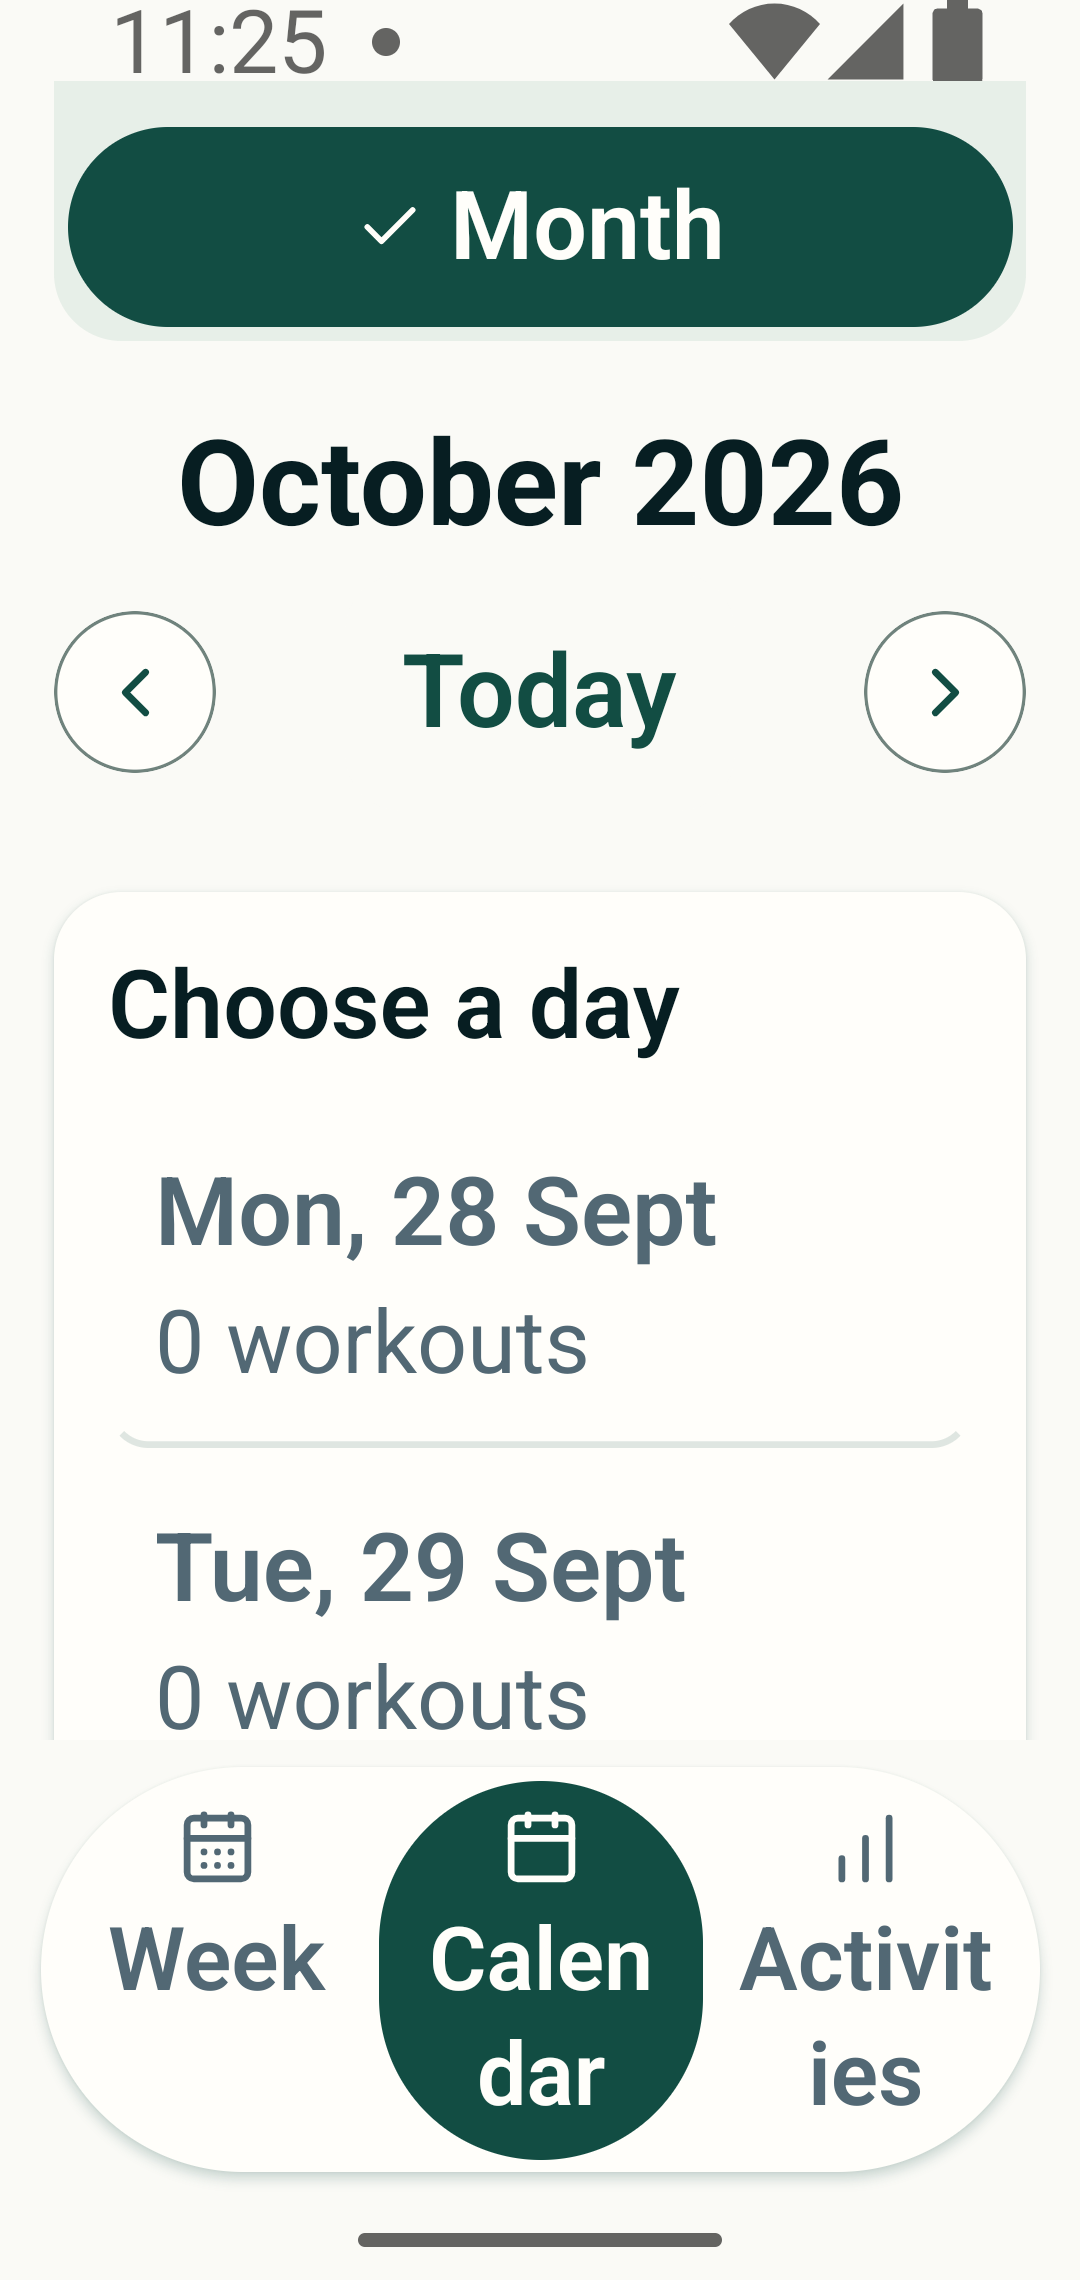 11:25
Month
October 2026
Today
Choose a day
Mon, 28 Sept
0 workouts
Tue, 29 Sept
0 workouts
Week
Calen
dar
Activit
ies